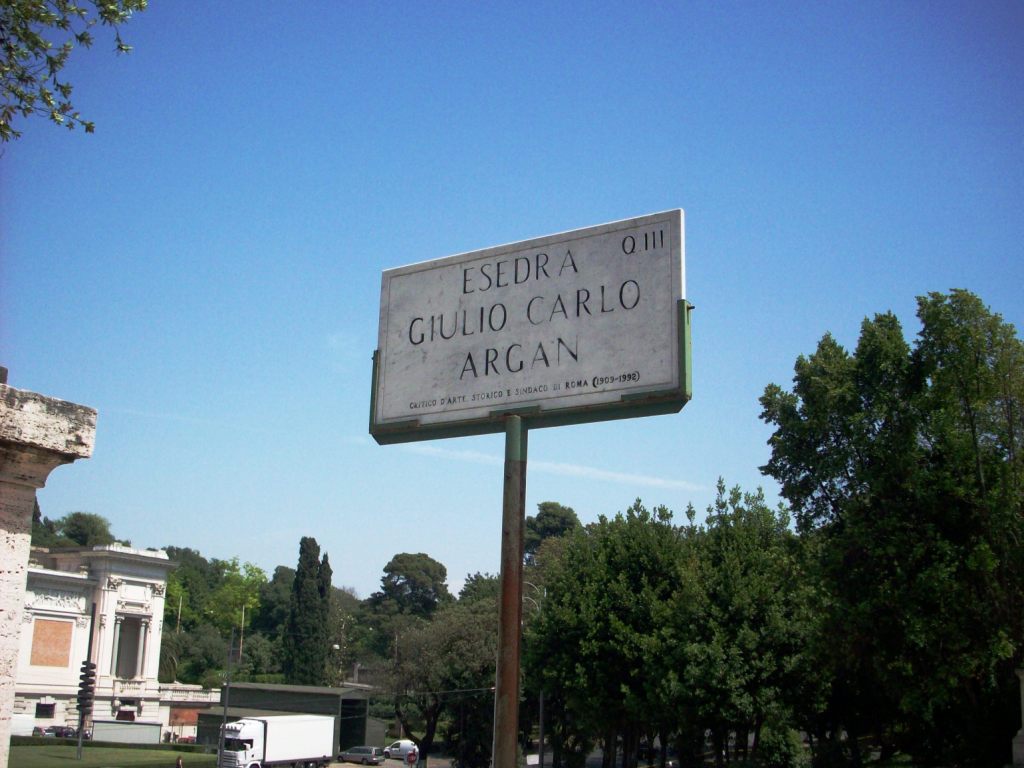 Q.III
ESEDRA
GIULIO CARLO
ARGAN
CRITICO D'ARTE, STORICO E SINDACO DI ROMA (1909-1992)